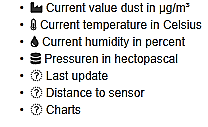 Current value dust in µg/m³
Current temperature in Celsius
Current humidity in percent
Pressuren in hectopascal
Last update
Distance to sensor
Charts